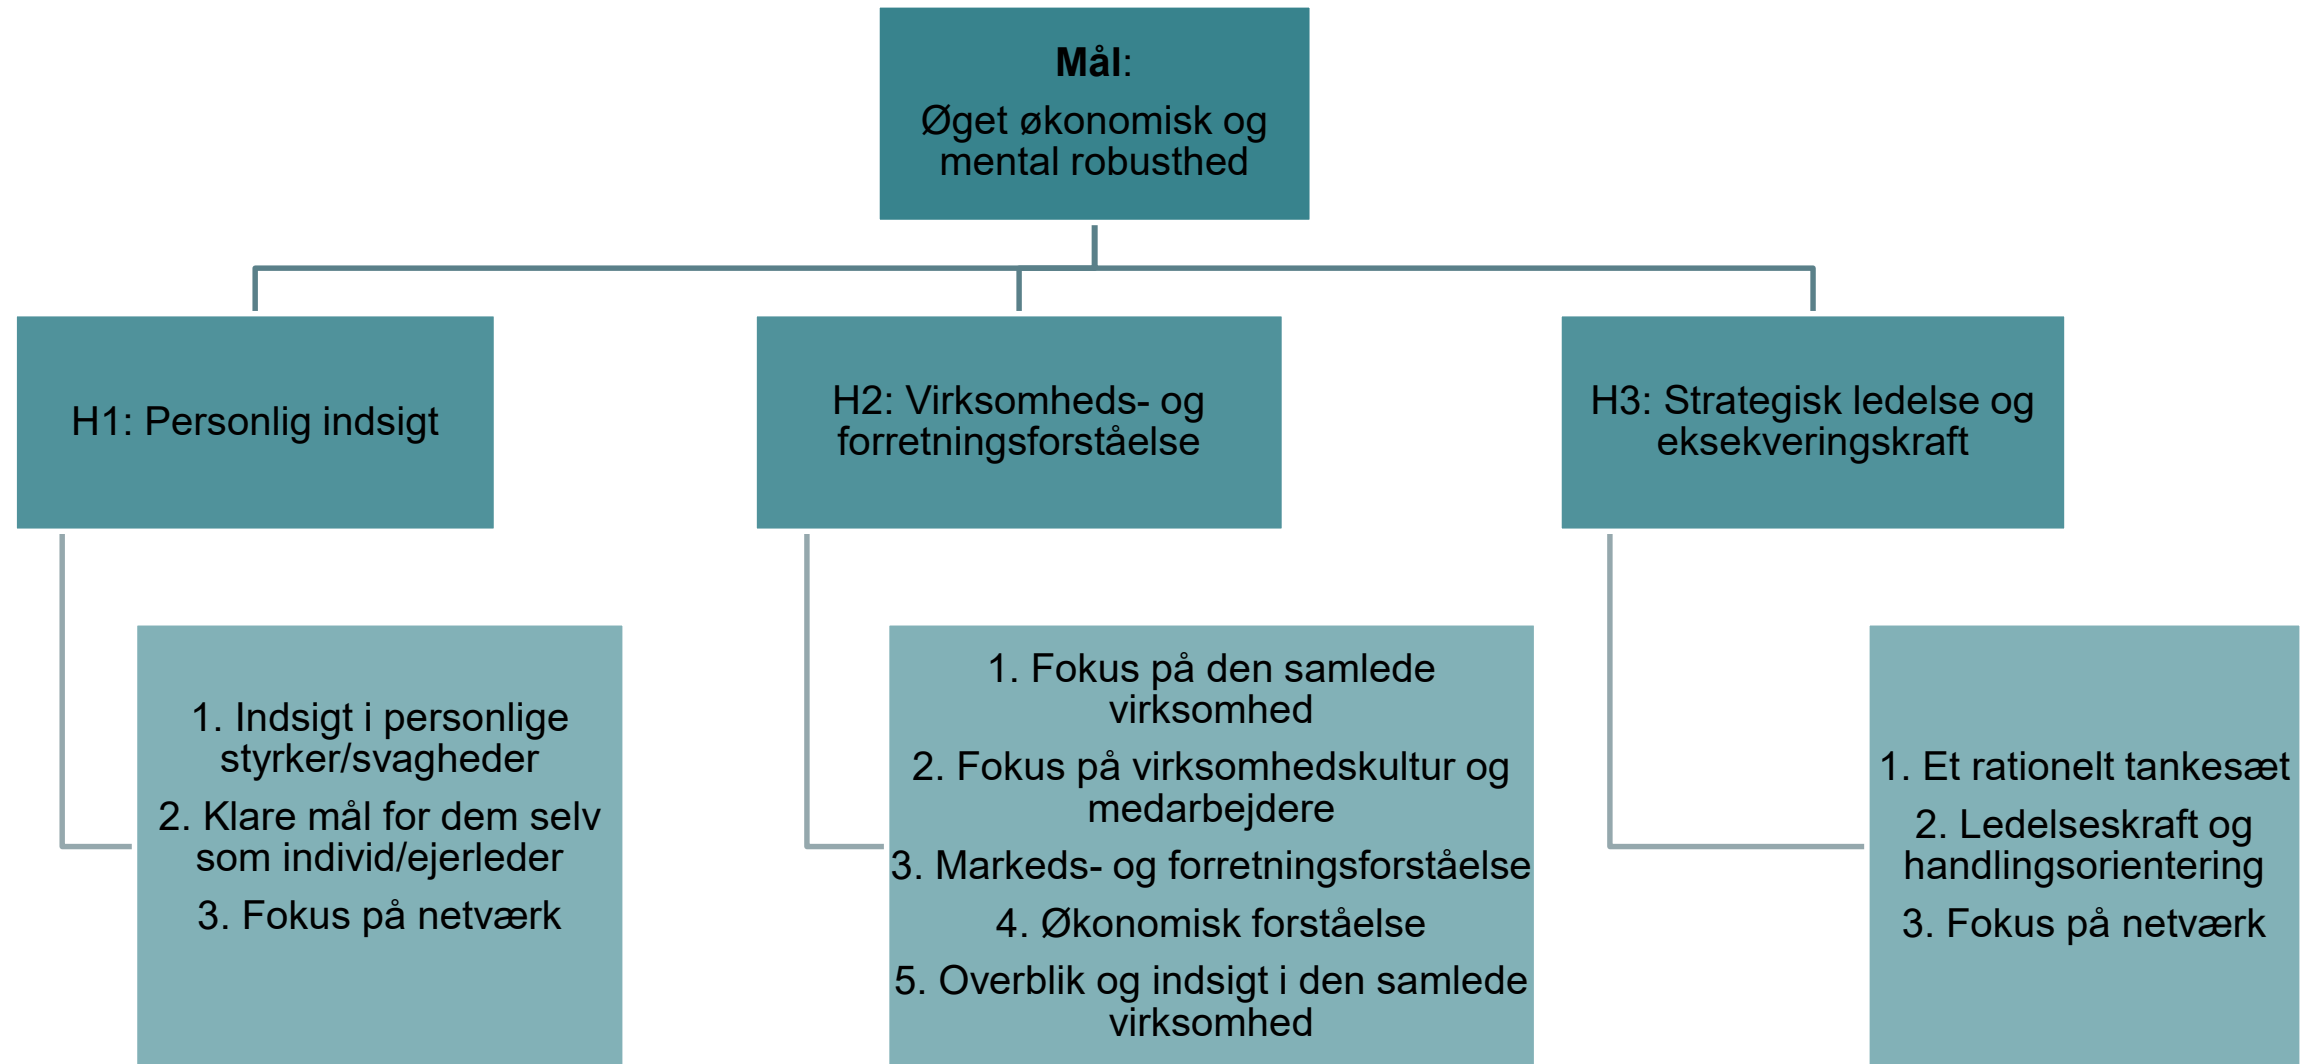 Mål:
Øget økonomisk og
mental robusthed
H1: Personlig indsigt
H2: Virksomheds- og
forretningsforståelse
H3: Strategisk ledelse og
eksekveringskraft
1. Indsigt i personlige
styrker/svagheder
2. Klare mål for dem selv
som individ/ejerleder
3. Fokus på netværk
1. Fokus på den samlede
virksomhed
2. Fokus på virksomhedskultur og
medarbejdere
3. Markeds- og forretningsforståelse
4. Økonomisk forståelse
5. Overblik og indsigt i den samlede
virksomhed
1. Et rationelt tankesæt
2. Ledelseskraft og
handlingsorientering
3. Fokus på netværk